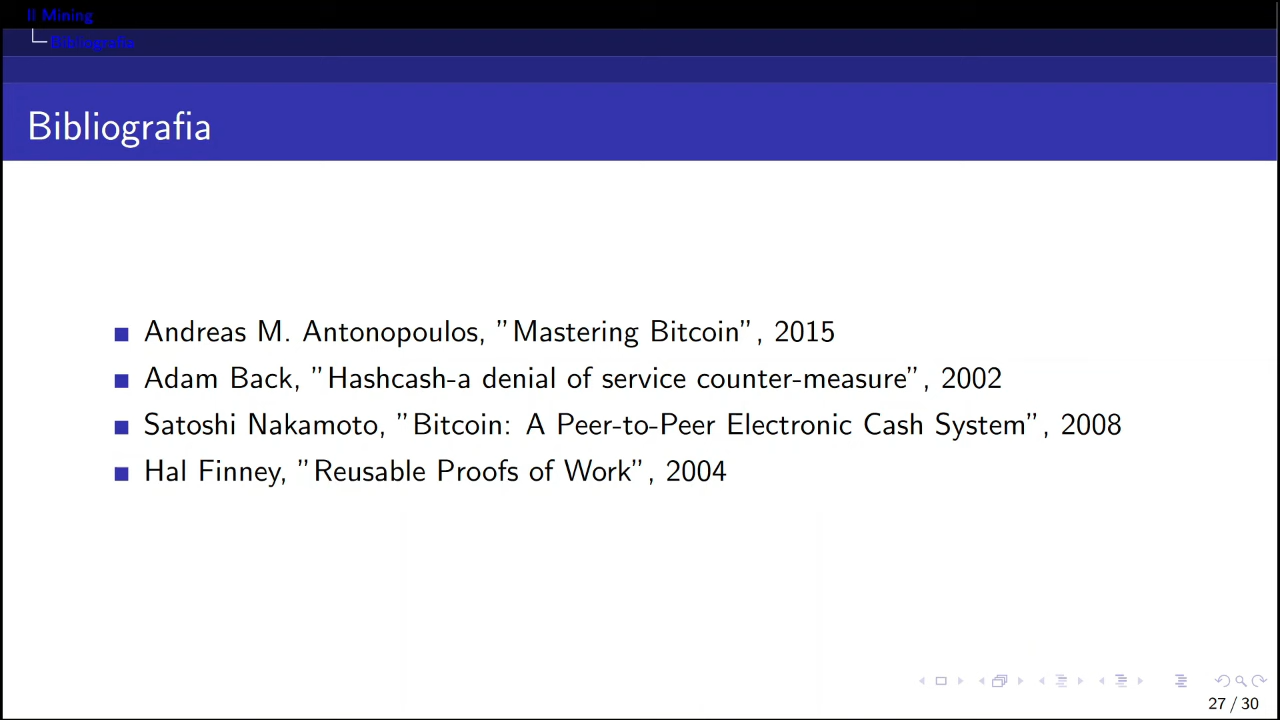 Il Mining
Bibliografia
Bibliografia
Andreas M. Antonopoulos, ”Mastering Bitcoin”, 2015
Adam Back, ”Hashcash-a denial of service counter-measure”, 2002
Satoshi Nakamoto, ”Bitcoin: A Peer-to-Peer Electronic Cash System”, 2008
Hal Finney, ”Reusable Proofs of Work”, 2004
27 / 30